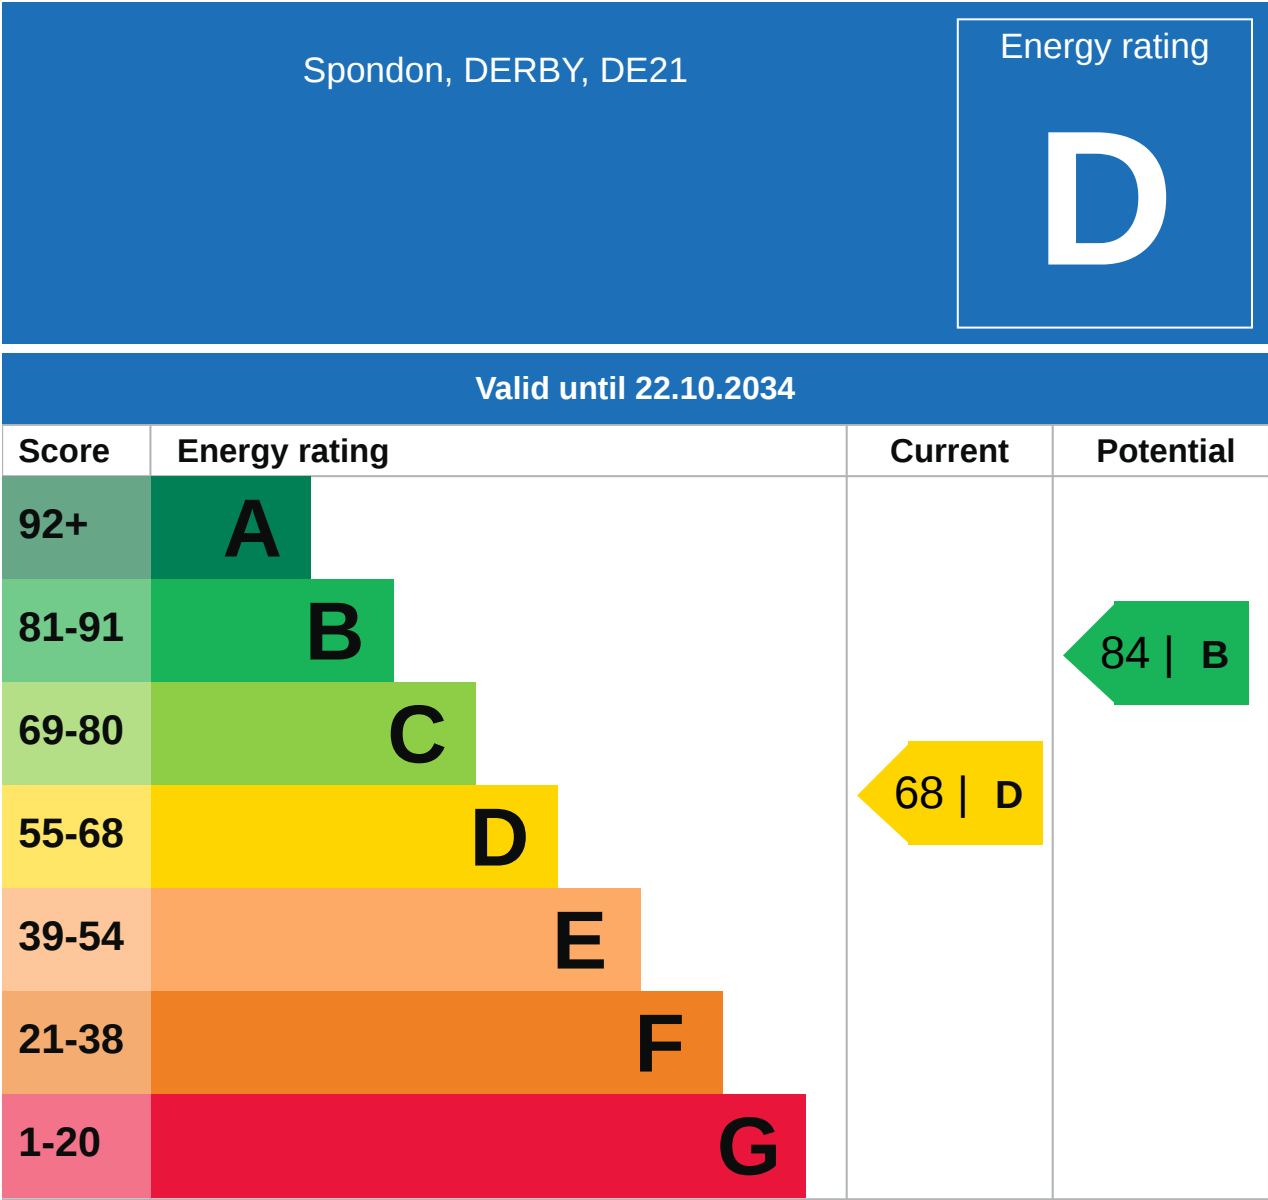 Spondon, DERBY, DE21
Energy rating
D
Valid until 22.10.2034
Score Energy rating Current Potential
92+ A
81-91 B
84 | B
69-80 C
68 | D
55-68 D
39-54 E
21-38 F
1-20 G